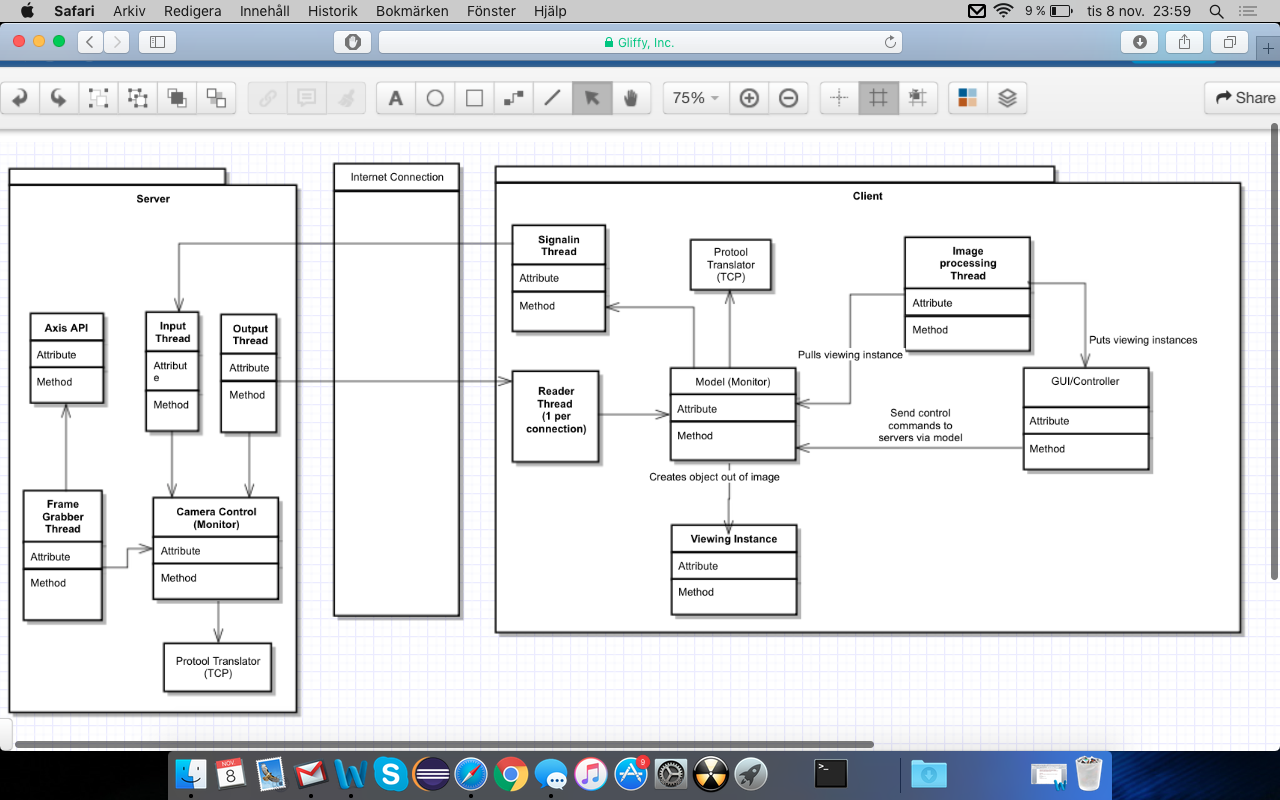 Safari Arkiv Redigera Innehåll Historik Bokmärken Fönster Hjälp 9 % tis 8 nov. 23:59
Gliffy, Inc.
A 75% Share
Server
Axis API
Attribute
Method
Input
Thread
Attribut
e
Method
Output
Thread
Attribute
Method
Frame
Grabber
Thread
Attribute
Method
Camera Control
(Monitor)
Attribute
Method
Protool Translator
(TCP)
Internet Connection
Client
Signalin
Thread
Attribute
Method
Protool
Translator
(TCP)
Image
processing
Thread
Attribute
Method
Pulls viewing instance
Puts viewing instances
Reader
Thread
(1 per
connection)
Model (Monitor)
Attribute
Method
Send control
commands to
servers via model
GUI/Controller
Attribute
Method
Creates object out of image
Viewing Instance
Attribute
Method
NOV.
8
9